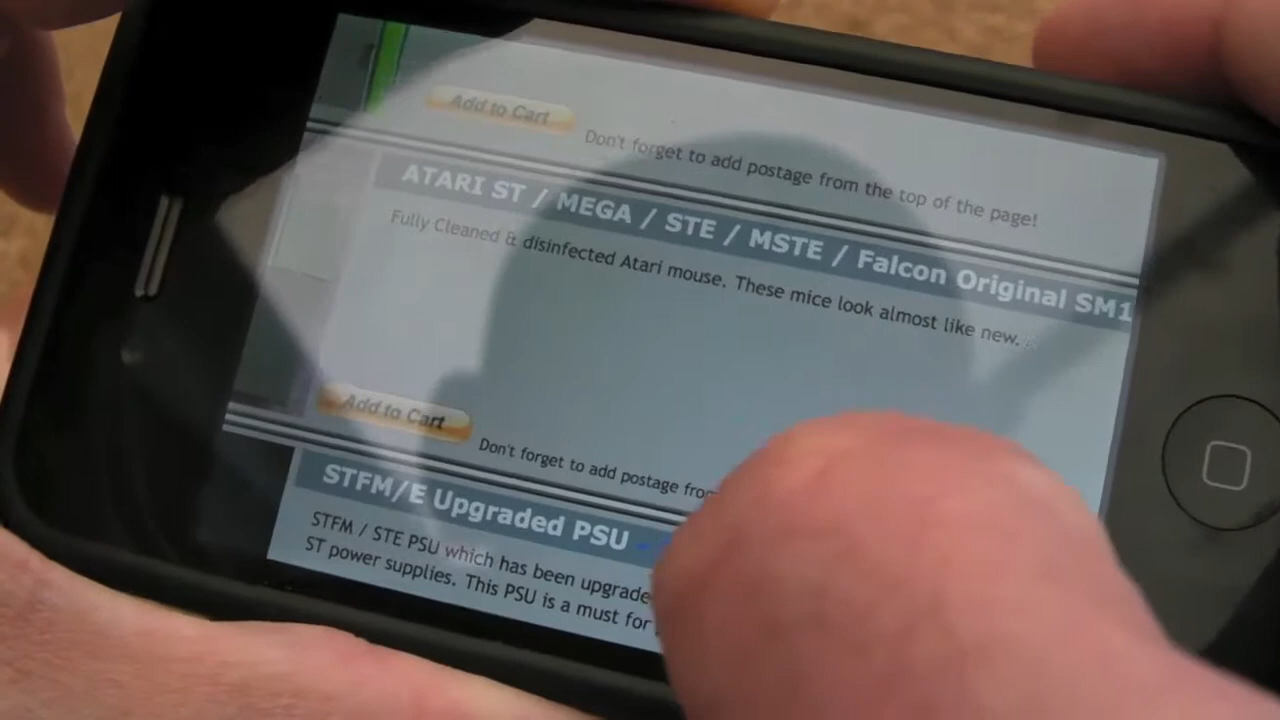 Add to Cart
Don't forget to add postage from the top of the page!
ATARI ST / MEGA / STE / MSTE / Falcon Original SM1
Fully Cleaned & disinfected Atari mouse. These mice look almost like new.
Add to Cart
Don't forget to add postage from
STFM/E Upgraded PSU -
STFM / STE PSU which has been upgrade
ST power supplies. This PSU is a must for